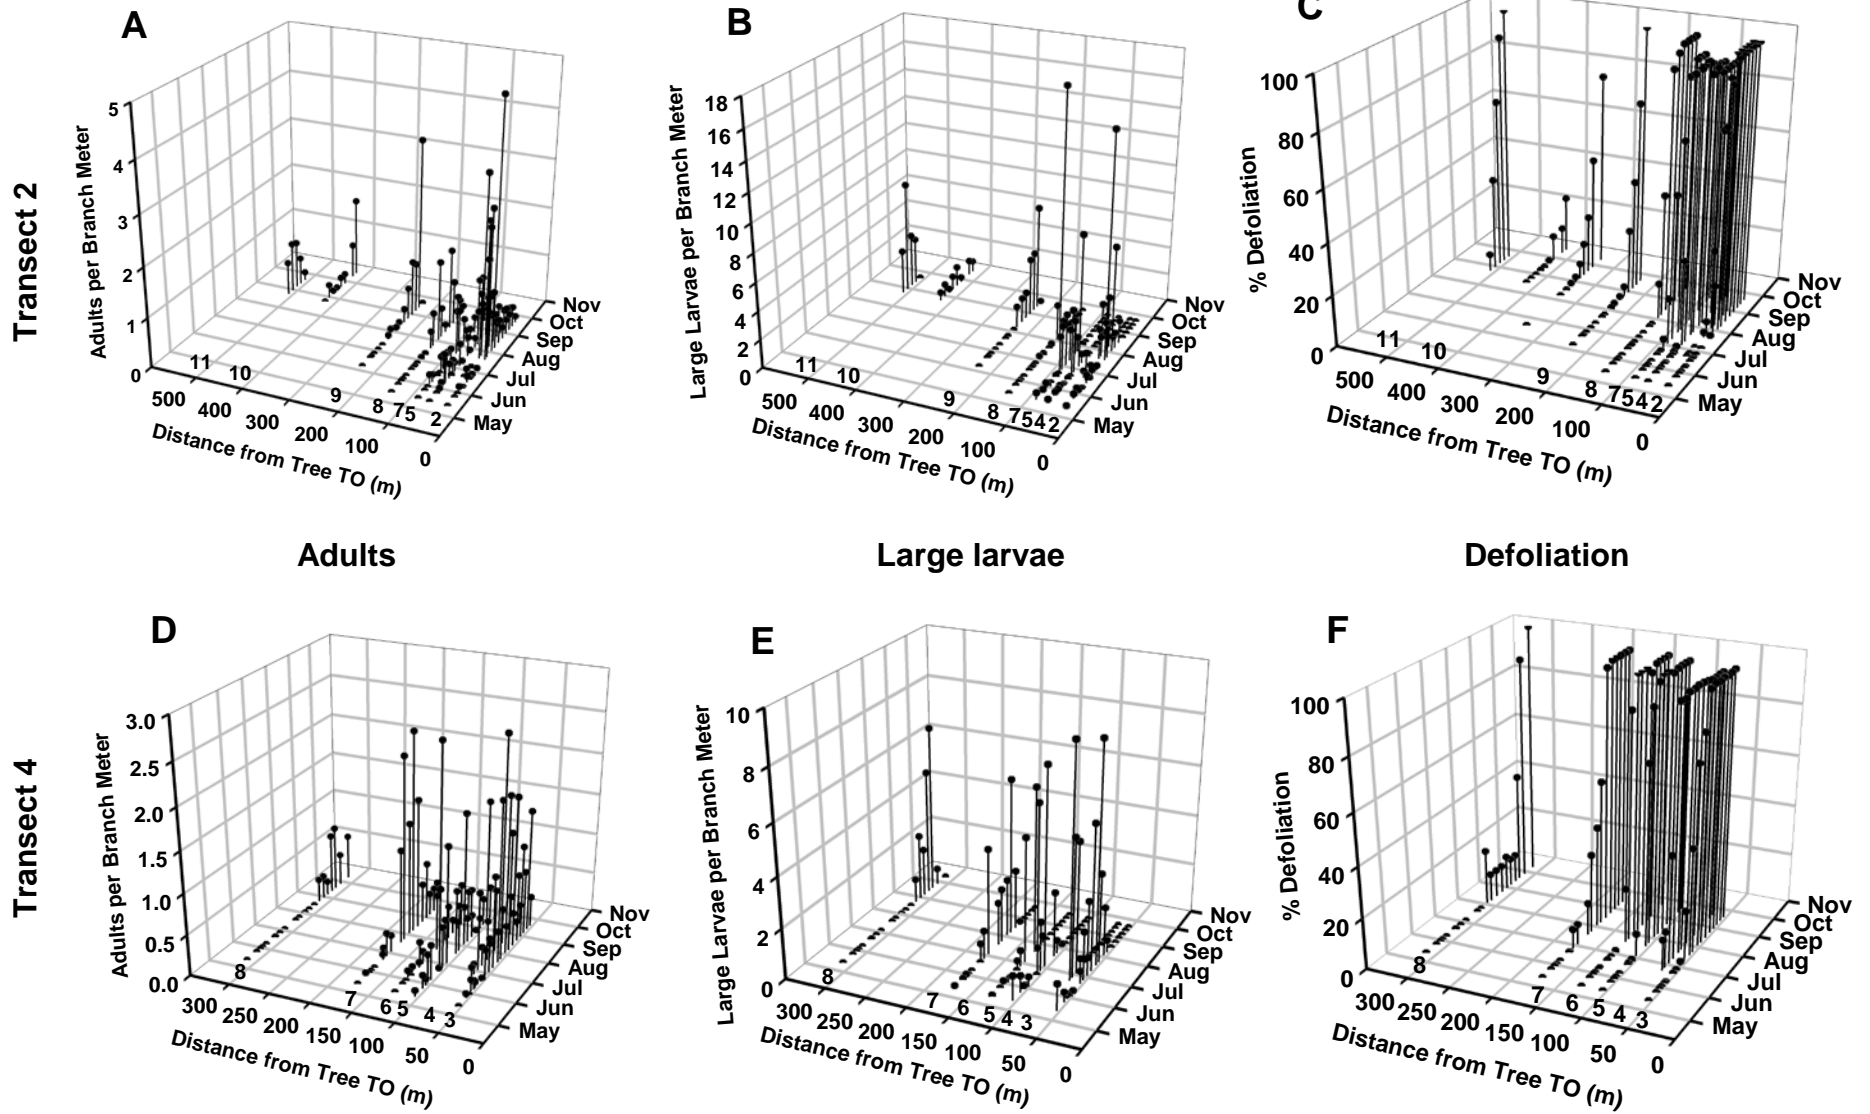 A
B
C
Transect 2
Adults per Branch Meter
5
4
3
2
1
0
11
10
9
8
75
2
500
400
300
200
100
0
Distance from Tree TO (m)
Nov
Oct
Sep
Aug
Jul
Jun
May
Large Larvae per Branch Meter
18
16
14
12
10
8
6
4
2
0
11
10
9
8
7542
500
400
300
200
100
0
Distance from Tree TO (m)
Nov
Oct
Sep
Aug
Jul
Jun
May
% Defoliation
100
80
60
40
20
0
11
10
9
8
7542
500
400
300
200
100
0
Distance from Tree TO (m)
Nov
Oct
Sep
Aug
Jul
Jun
May
Adults
Large larvae
Defoliation
D
E
F
Transect 4
Adults per Branch Meter
3.0
2.5
2.0
1.5
1.0
0.5
0.0
8
7
6 5 4 3
300
250
200
150
100
50
0
Distance from Tree TO (m)
Nov
Oct
Sep
Aug
Jul
Jun
May
Large Larvae per Branch Meter
10
8
6
4
2
0
8
7
6 5 4 3
300
250
200
150
100
50
0
Distance from Tree TO (m)
Nov
Oct
Sep
Aug
Jul
Jun
May
% Defoliation
100
80
60
40
20
0
8
7
6 5 4 3
300
250
200
150
100
50
0
Distance from Tree TO (m)
Nov
Oct
Sep
Aug
Jul
Jun
May